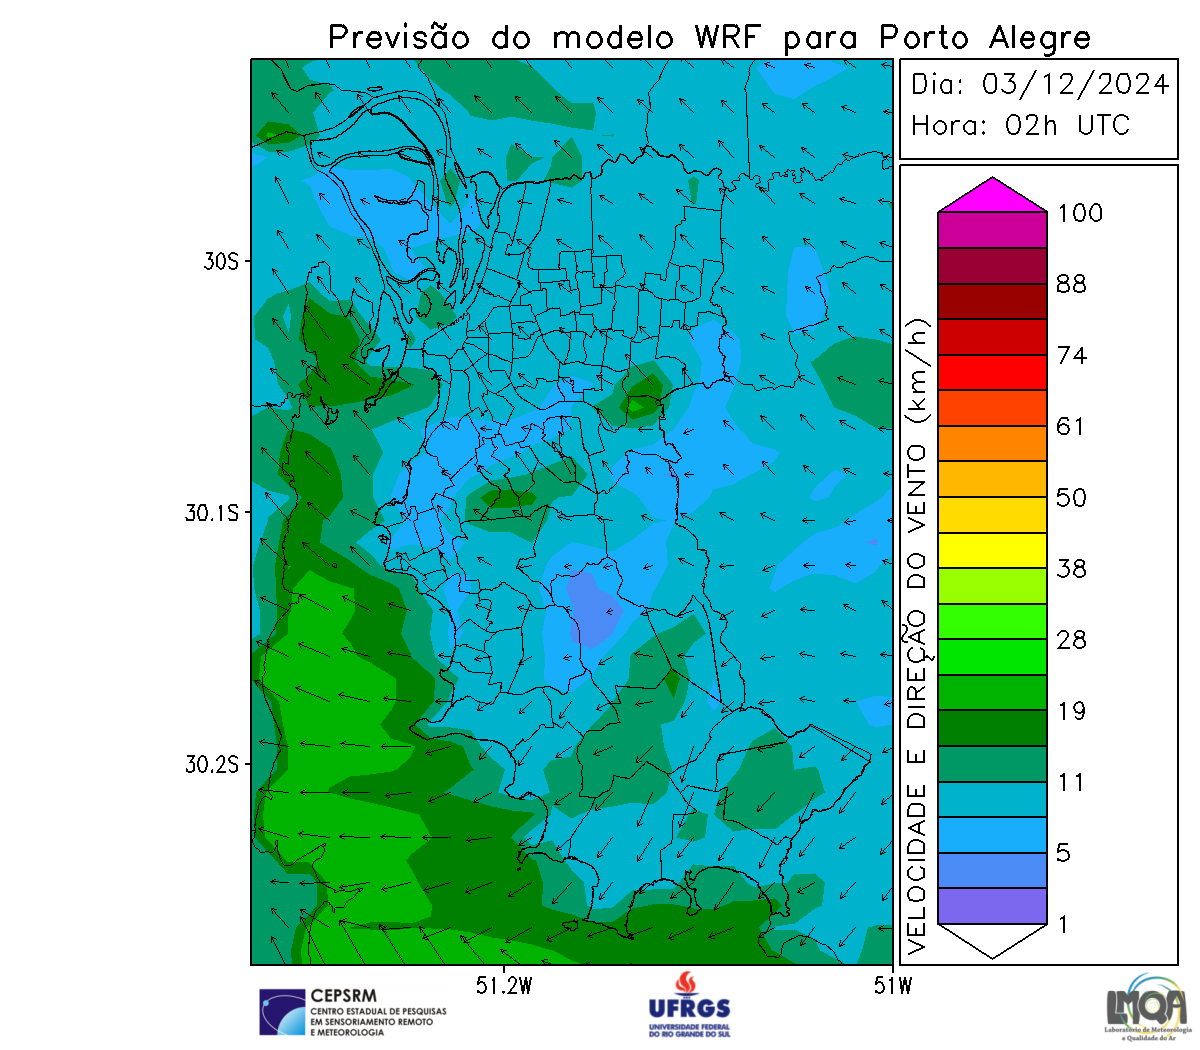 Previsão do modelo WRF para Porto Alegre
Dia: 03/12/2024
Hora: 02h UTC
30S
30.1S
30.2S
51.2W
51W
VELOCIDADE E DIREÇÃO DO VENTO (km/h)
100
88
74
61
50
38
28
19
11
5
1
CEPSRM
CENTRO ESTADUAL DE PESQUISAS
EM SENSORIAMENTO REMOTO
E METEOROLOGIA
UFRGS
UNIVERSIDADE FEDERAL
DO RIO GRANDE DO SUL
LMQA
Laboratório de Meteorologia
e Qualidade do Ar